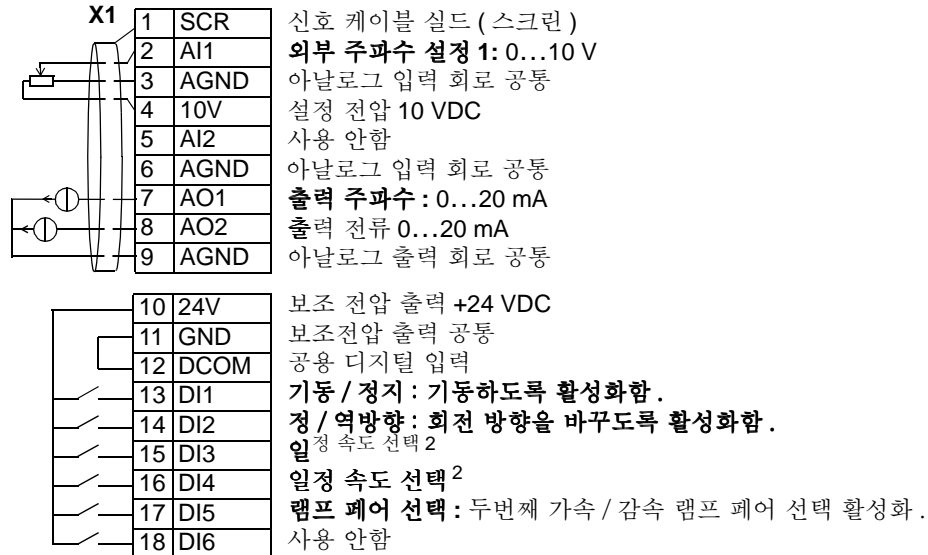 X1
1 SCR 신호 케이블 실드 ( 스크린 )
2 AI1 외부 주파수 설정 1: 0…10 V
3 AGND 아날로그 입력 회로 공통
4 10V 설정 전압 10 VDC
5 AI2 사용 안함
6 AGND 아날로그 입력 회로 공통
7 AO1 출력 주파수 : 0…20 mA
8 AO2 출력 전류 0…20 mA
9 AGND 아날로그 출력 회로 공통
10 24V 보조 전압 출력 +24 VDC
11 GND 보조전압 출력 공통
12 DCOM 공용 디지털 입력
13 DI1 기동 / 정지 : 기동하도록 활성화함 .
14 DI2 정 / 역방향 : 회전 방향을 바꾸도록 활성화함 .
15 DI3 일정 속도 선택 2
16 DI4 일정 속도 선택 2
17 DI5 램프 페어 선택 : 두번째 가속 / 감속 램프 페어 선택 활성화 .
18 DI6 사용 안함